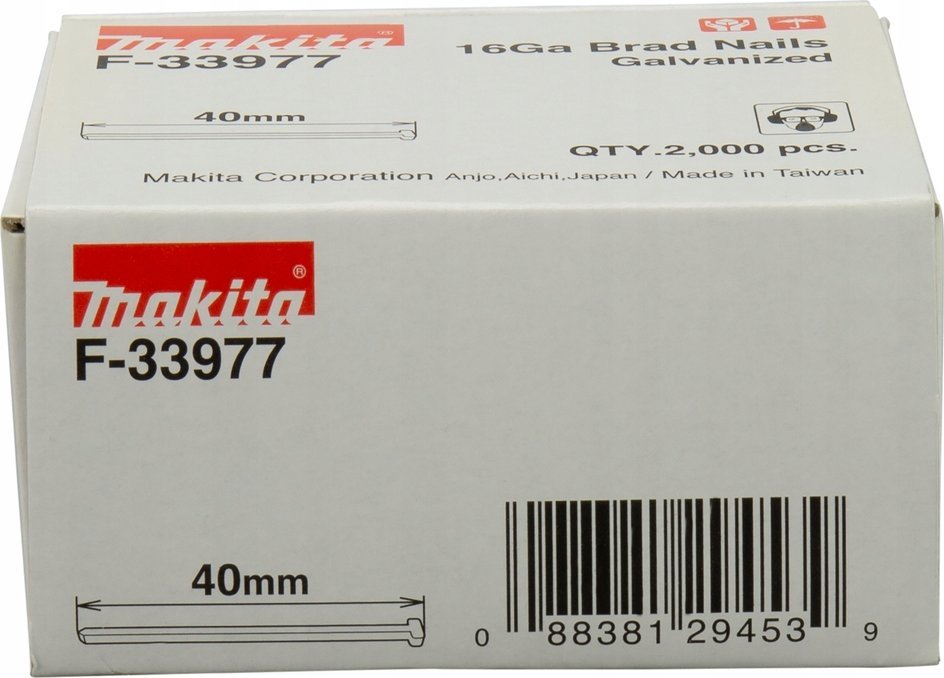 makita®
F-33977
16Ga Brad Nails
Galvanized
40mm
QTY.2,000 pcs.
Makita Corporation Anjo,Aichi,Japan / Made in Taiwan
makita®
F-33977
40mm
0 88381 29453 9